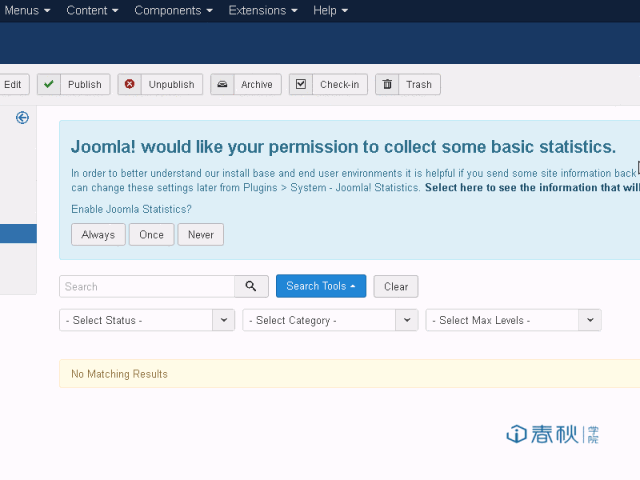 Menus Content Components Extensions Help
Edit Publish Unpublish Archive Check-in Trash
Joomla! would like your permission to collect some basic statistics.
In order to better understand our install base and end user environments it is helpful if you send some site information back
can change these settings later from Plugins > System - Joomla! Statistics. Select here to see the information that will
Enable Joomla Statistics?
Always Once Never
Search Search Tools Clear
- Select Status - - Select Category - - Select Max Levels -
No Matching Results
春秋 学院